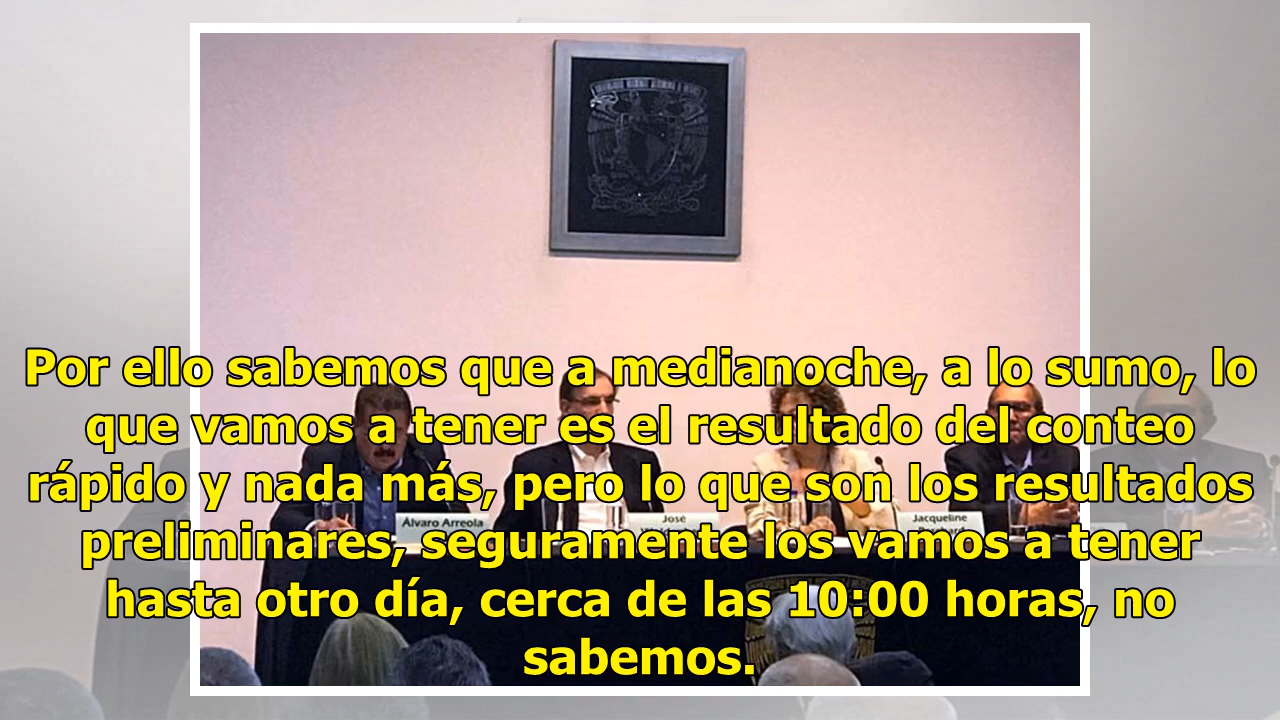 Por ello sabemos que a medianoche, a lo sumo, lo
que vamos a tener es el resultado del conteo
rápido y nada más, pero lo que son los resultados
preliminares, seguramente los vamos a tener
hasta otro día, cerca de las 10:00 horas, no
sabemos.
Álvaro Arreola
José
Jacqueline